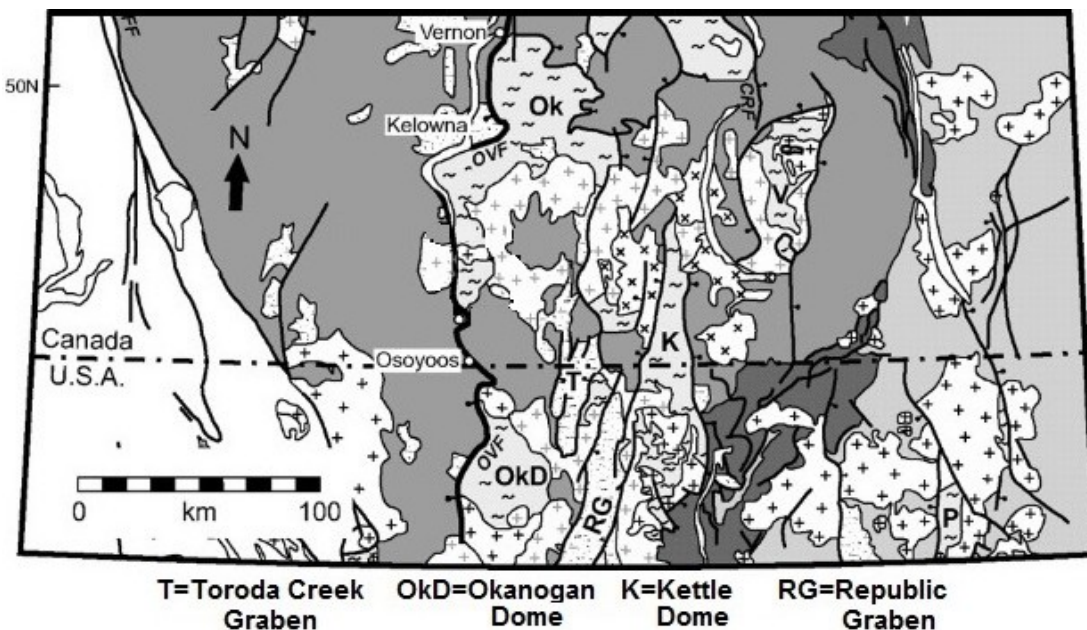 FF
Vernon
50N
Ok
CRF
Kelowna
N
OVF
V
Canada
K
Osoyoos
U.S.A.
T
OVF
OkD
RG
P
0 km 100
T=Toroda Creek OkD=Okanogan K=Kettle RG=Republic
Graben Dome Dome Graben